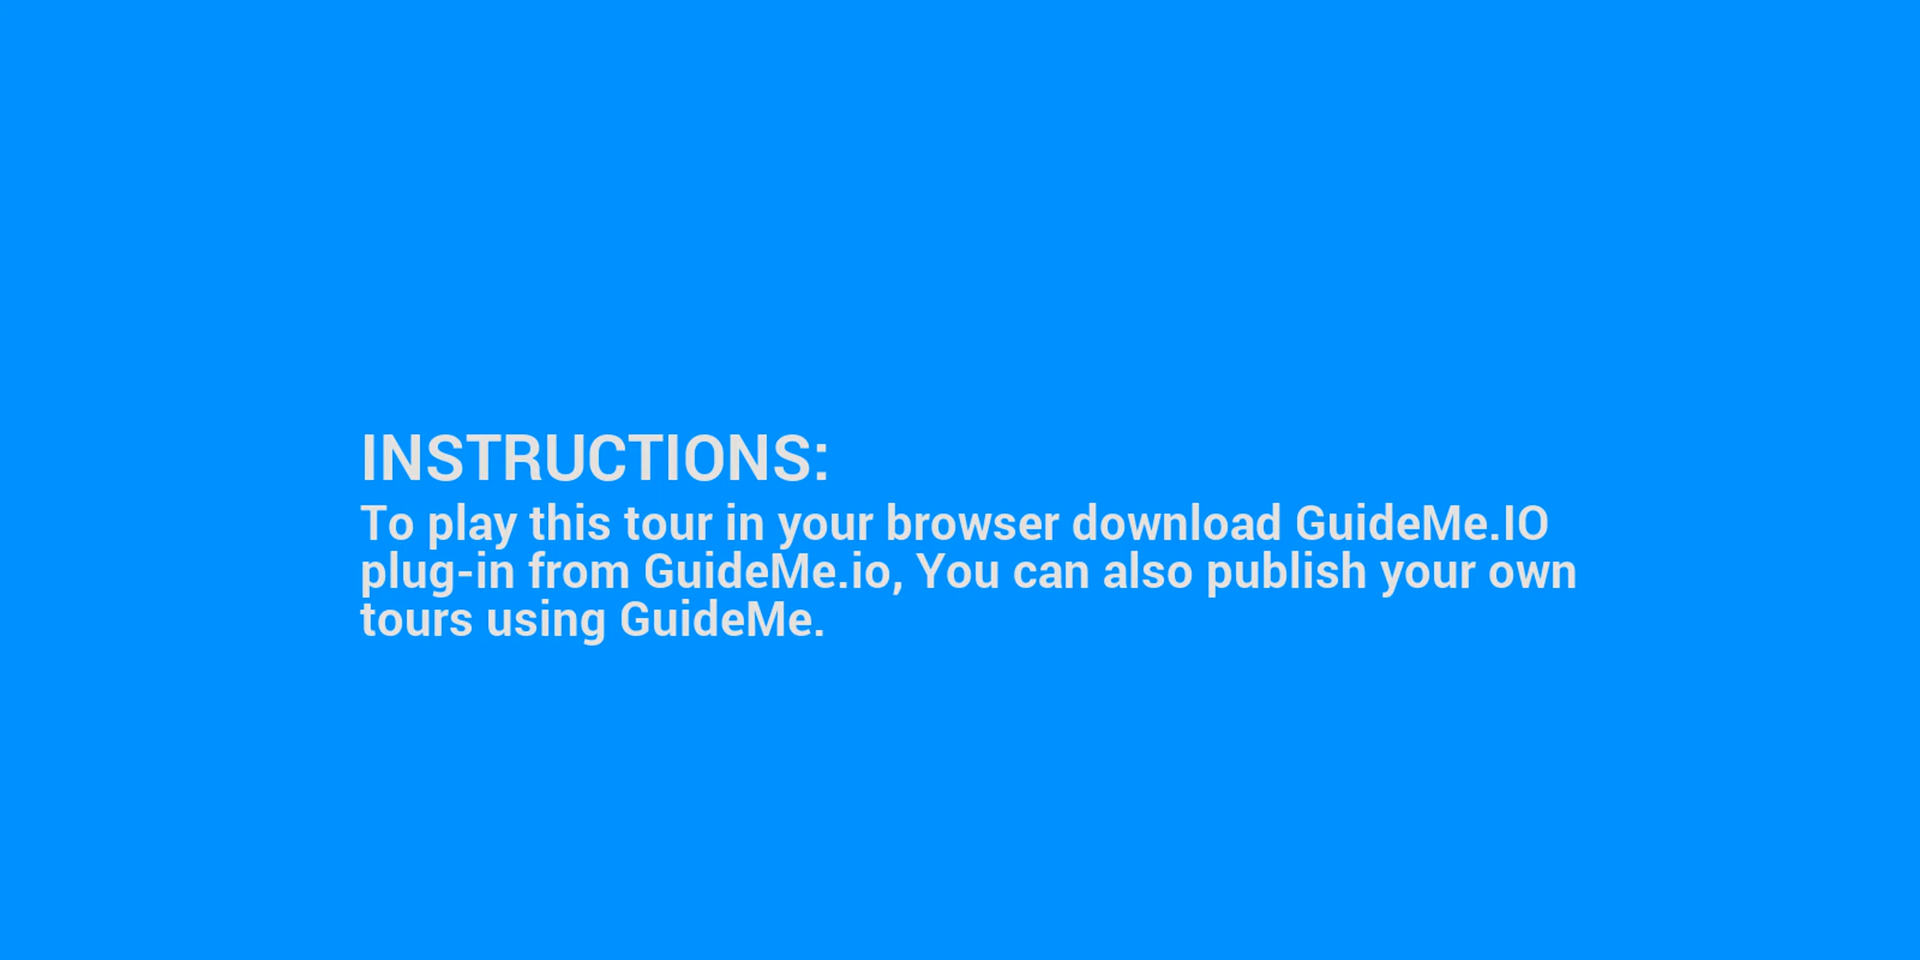 INSTRUCTIONS:
To play this tour in your browser download GuideMe.IO
plug-in from GuideMe.io, You can also publish your own
tours using GuideMe.